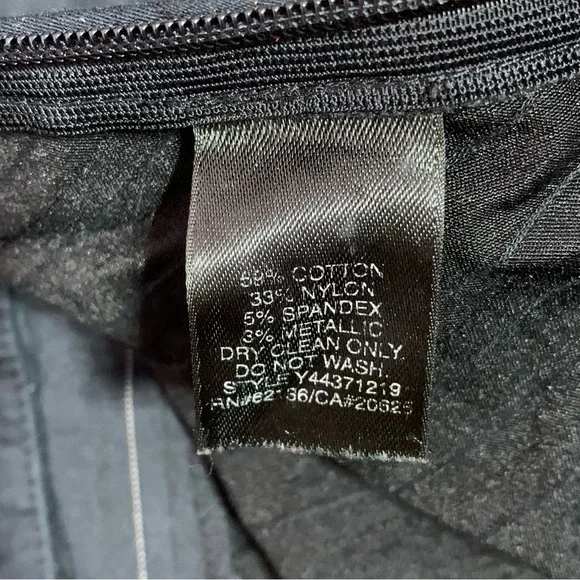 59% COTTON
33% NYLON
5% SPANDEX
3% METALLIC
DRY CLEAN ONLY.
DO NOT WASH.
STYLE Y44371219